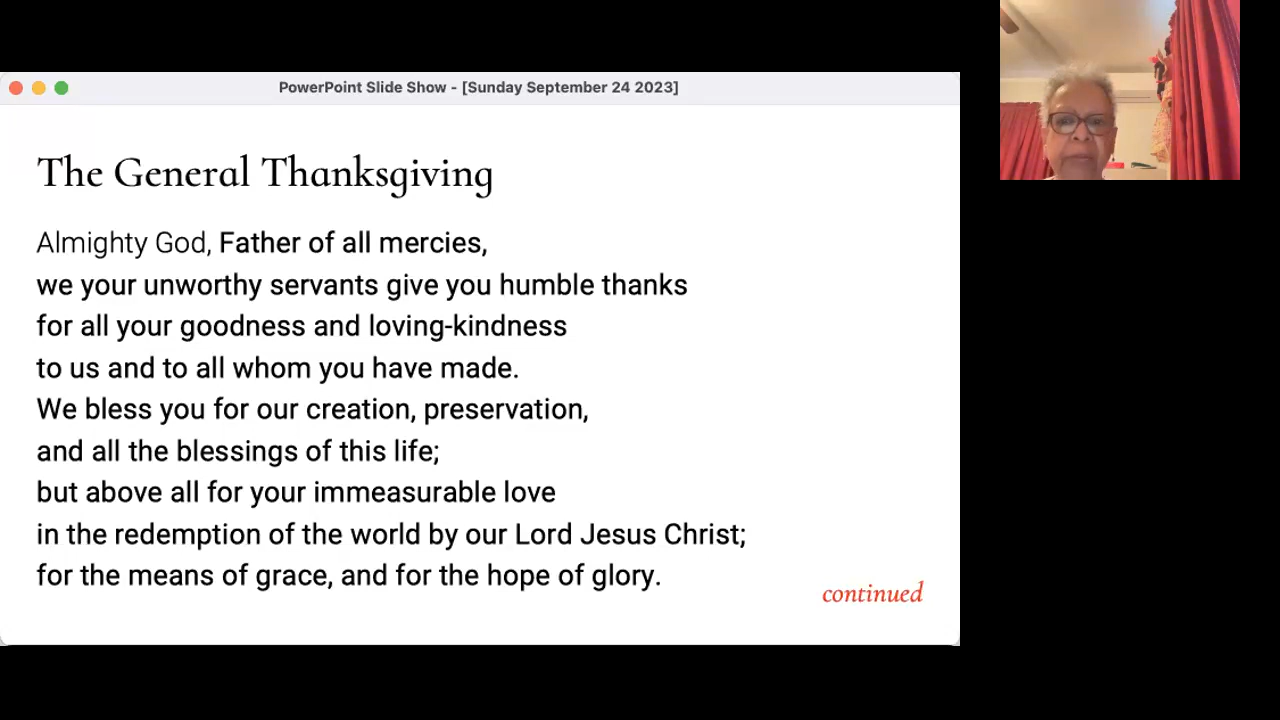 PowerPoint Slide Show - [Sunday September 24 2023]
The General Thanksgiving
Almighty God, Father of all mercies,
we your unworthy servants give you humble thanks
for all your goodness and loving-kindness
to us and to all whom you have made.
We bless you for our creation, preservation,
and all the blessings of this life;
but above all for your immeasurable love
in the redemption of the world by our Lord Jesus Christ;
for the means of grace, and for the hope of glory.
continued